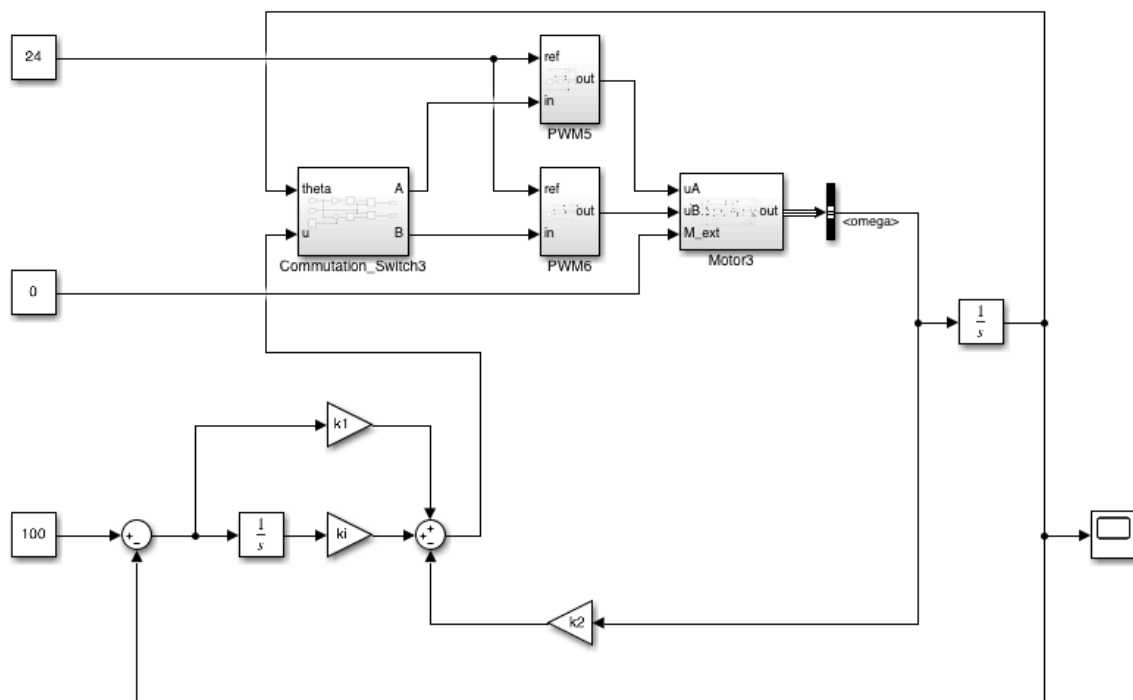 24
ref
out
in
PWM5
theta
A
u
B
Commutation_Switch3
ref
out
in
PWM6
uA
uB
out
M_ext
Motor3
<omega>
0
1
s
k1
100
+
−
1
s
ki
+
+
−
k2